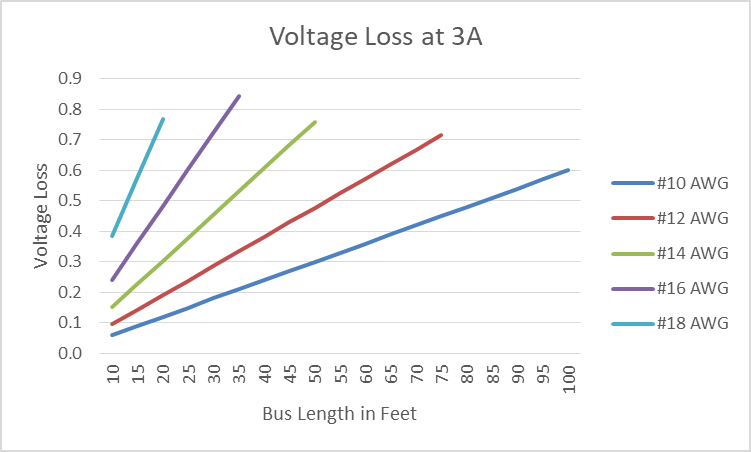 Voltage Loss at 3A
0.9
0.8
0.7
0.6
0.5
0.4
0.3
0.2
0.1
0.0
Voltage Loss
10 15 20 25 30 35 40 45 50 55 60 65 70 75 80 85 90 95 100
Bus Length in Feet
#10 AWG
#12 AWG
#14 AWG
#16 AWG
#18 AWG